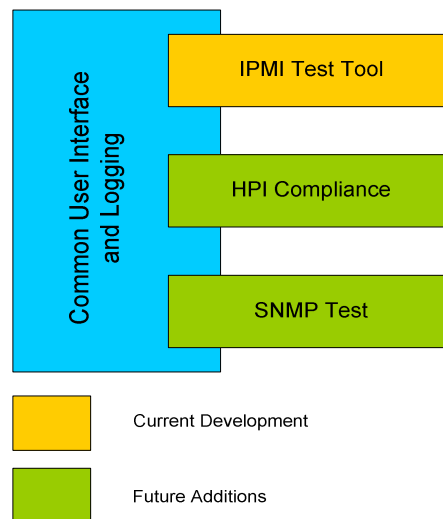 Common User Interface
and Logging
IPMI Test Tool
HPI Compliance
SNMP Test
Current Development
Future Additions